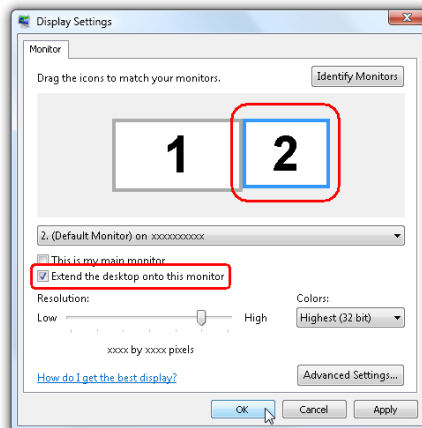 Display Settings
Monitor
Drag the icons to match your monitors.
Identify Monitors
1
2
2. (Default Monitor) on xxxxxxxxxx
This is my main monitor
Extend the desktop onto this monitor
Resolution:
Colors:
Low
High
Highest (32 bit)
xxxx by xxxx pixels
How do I get the best display?
Advanced Settings...
OK
Cancel
Apply